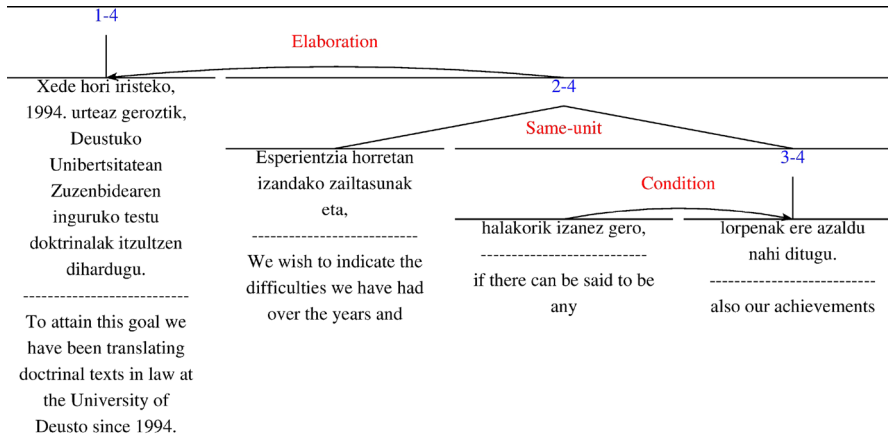 1-4
Elaboration
Xede hori iristeko,
1994. urteaz geroztik,
Deustuko
Unibertsitatean
Zuzenbidearen
inguruko testu
doktrinalak itzultzen
dihardugu.
---------------------------
To attain this goal we
have been translating
doctrinal texts in law at
the University of
Deusto since 1994.
2-4
Same-unit
Esperientzia horretan
izandako zailtasunak
eta,
---------------------------
We wish to indicate the
difficulties we have had
over the years and
3-4
Condition
halakorik izanez gero,
---------------------------
if there can be said to be
any
lorpenak ere azaldu
nahi ditugu.
---------------------------
also our achievements